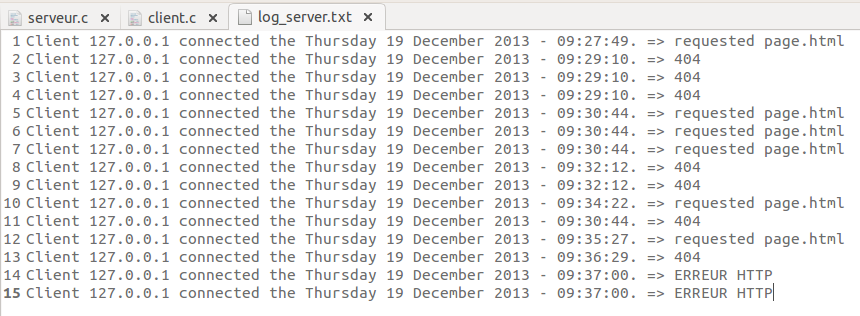 serveur.c client.c log_server.txt
1 Client 127.0.0.1 connected the Thursday 19 December 2013 - 09:27:49. => requested page.html
2 Client 127.0.0.1 connected the Thursday 19 December 2013 - 09:29:10. => 404
3 Client 127.0.0.1 connected the Thursday 19 December 2013 - 09:29:10. => 404
4 Client 127.0.0.1 connected the Thursday 19 December 2013 - 09:29:10. => 404
5 Client 127.0.0.1 connected the Thursday 19 December 2013 - 09:30:44. => requested page.html
6 Client 127.0.0.1 connected the Thursday 19 December 2013 - 09:30:44. => requested page.html
7 Client 127.0.0.1 connected the Thursday 19 December 2013 - 09:30:44. => requested page.html
8 Client 127.0.0.1 connected the Thursday 19 December 2013 - 09:32:12. => 404
9 Client 127.0.0.1 connected the Thursday 19 December 2013 - 09:32:12. => 404
10 Client 127.0.0.1 connected the Thursday 19 December 2013 - 09:34:22. => requested page.html
11 Client 127.0.0.1 connected the Thursday 19 December 2013 - 09:30:44. => 404
12 Client 127.0.0.1 connected the Thursday 19 December 2013 - 09:35:27. => requested page.html
13 Client 127.0.0.1 connected the Thursday 19 December 2013 - 09:36:29. => 404
14 Client 127.0.0.1 connected the Thursday 19 December 2013 - 09:37:00. => ERREUR HTTP
15 Client 127.0.0.1 connected the Thursday 19 December 2013 - 09:37:00. => ERREUR HTTP